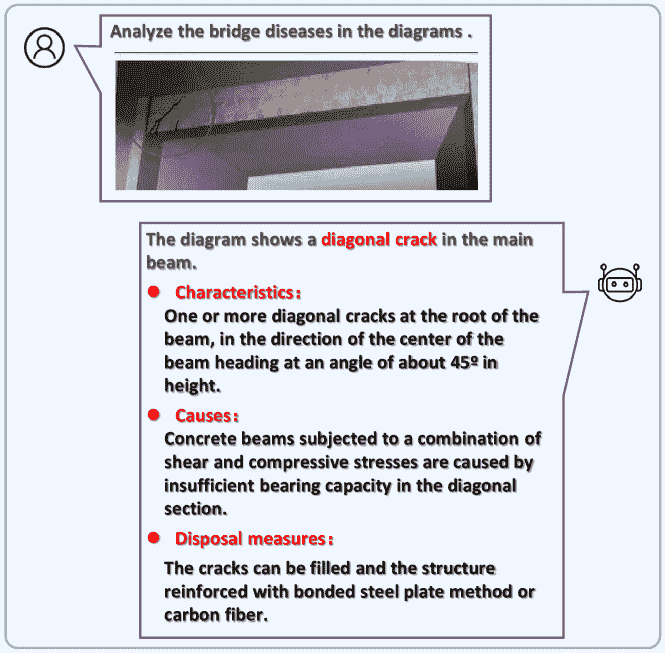 Analyze the bridge diseases in the diagrams .
The diagram shows a diagonal crack in the main
beam.
● Characteristics:
One or more diagonal cracks at the root of the
beam, in the direction of the center of the
beam heading at an angle of about 45º in
height.
● Causes:
Concrete beams subjected to a combination of
shear and compressive stresses are caused by
insufficient bearing capacity in the diagonal
section.
● Disposal measures:
The cracks can be filled and the structure
reinforced with bonded steel plate method or
carbon fiber.